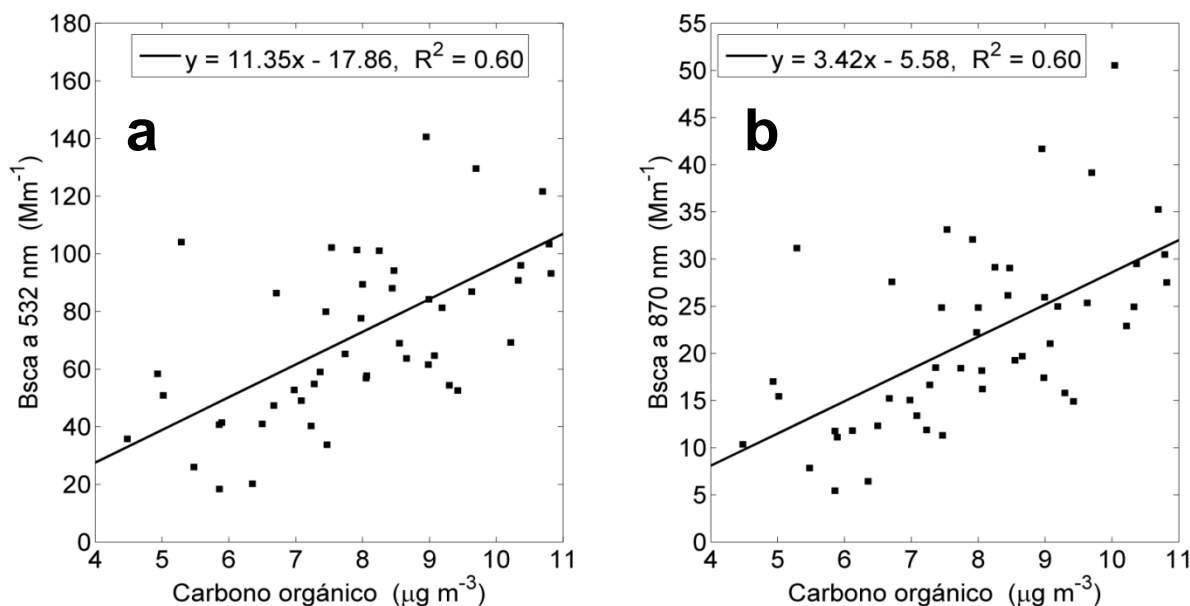 a
y = 11.35x - 17.86, R² = 0.60
Bsca a 532 nm (Mm⁻¹)
180
160
140
120
100
80
60
40
20
0
4 5 6 7 8 9 10 11
Carbono orgánico (μg m⁻³)
b
y = 3.42x - 5.58, R² = 0.60
Bsca a 870 nm (Mm⁻¹)
55
50
45
40
35
30
25
20
15
10
5
0
4 5 6 7 8 9 10 11
Carbono orgánico (μg m⁻³)